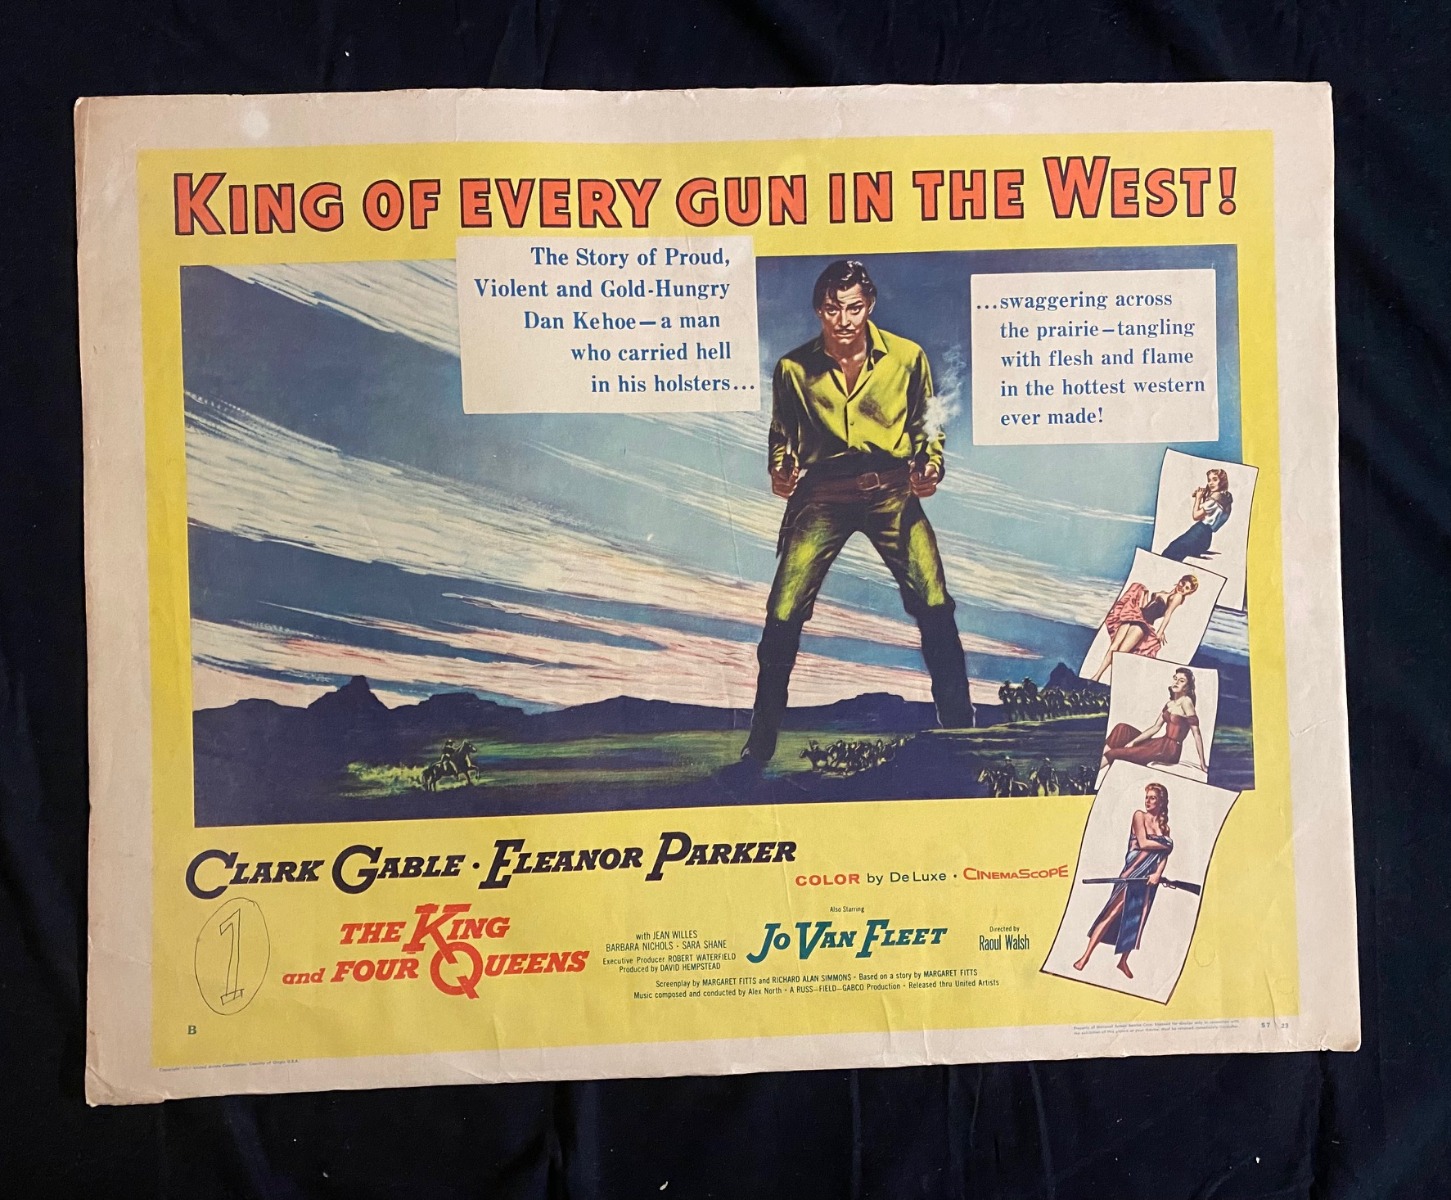 KING OF EVERY GUN IN THE WEST!
The Story of Proud,
Violent and Gold-Hungry
Dan Kehoe—a man
who carried hell
in his holsters...
...swaggering across
the prairie—tangling
with flesh and flame
in the hottest western
ever made!
CLARK GABLE · ELEANOR PARKER
COLOR by De Luxe · CINEMASCOPE
1
THE KING
and FOUR QUEENS
with JEAN WILLES
BARBARA NICHOLS · SARA SHANE
Executive Producer ROBERT WATERFIELD
Produced by DAVID HEMPSTEAD
Also Starring
JO VAN FLEET
Directed by
Raoul Walsh
Screenplay by MARGARET FITTS and RICHARD ALAN SIMMONS · Based on a story by MARGARET FITTS
Music composed and conducted by Alex North · A RUSS-FIELD-GABCO Production · Released thru United Artists
B
57 23